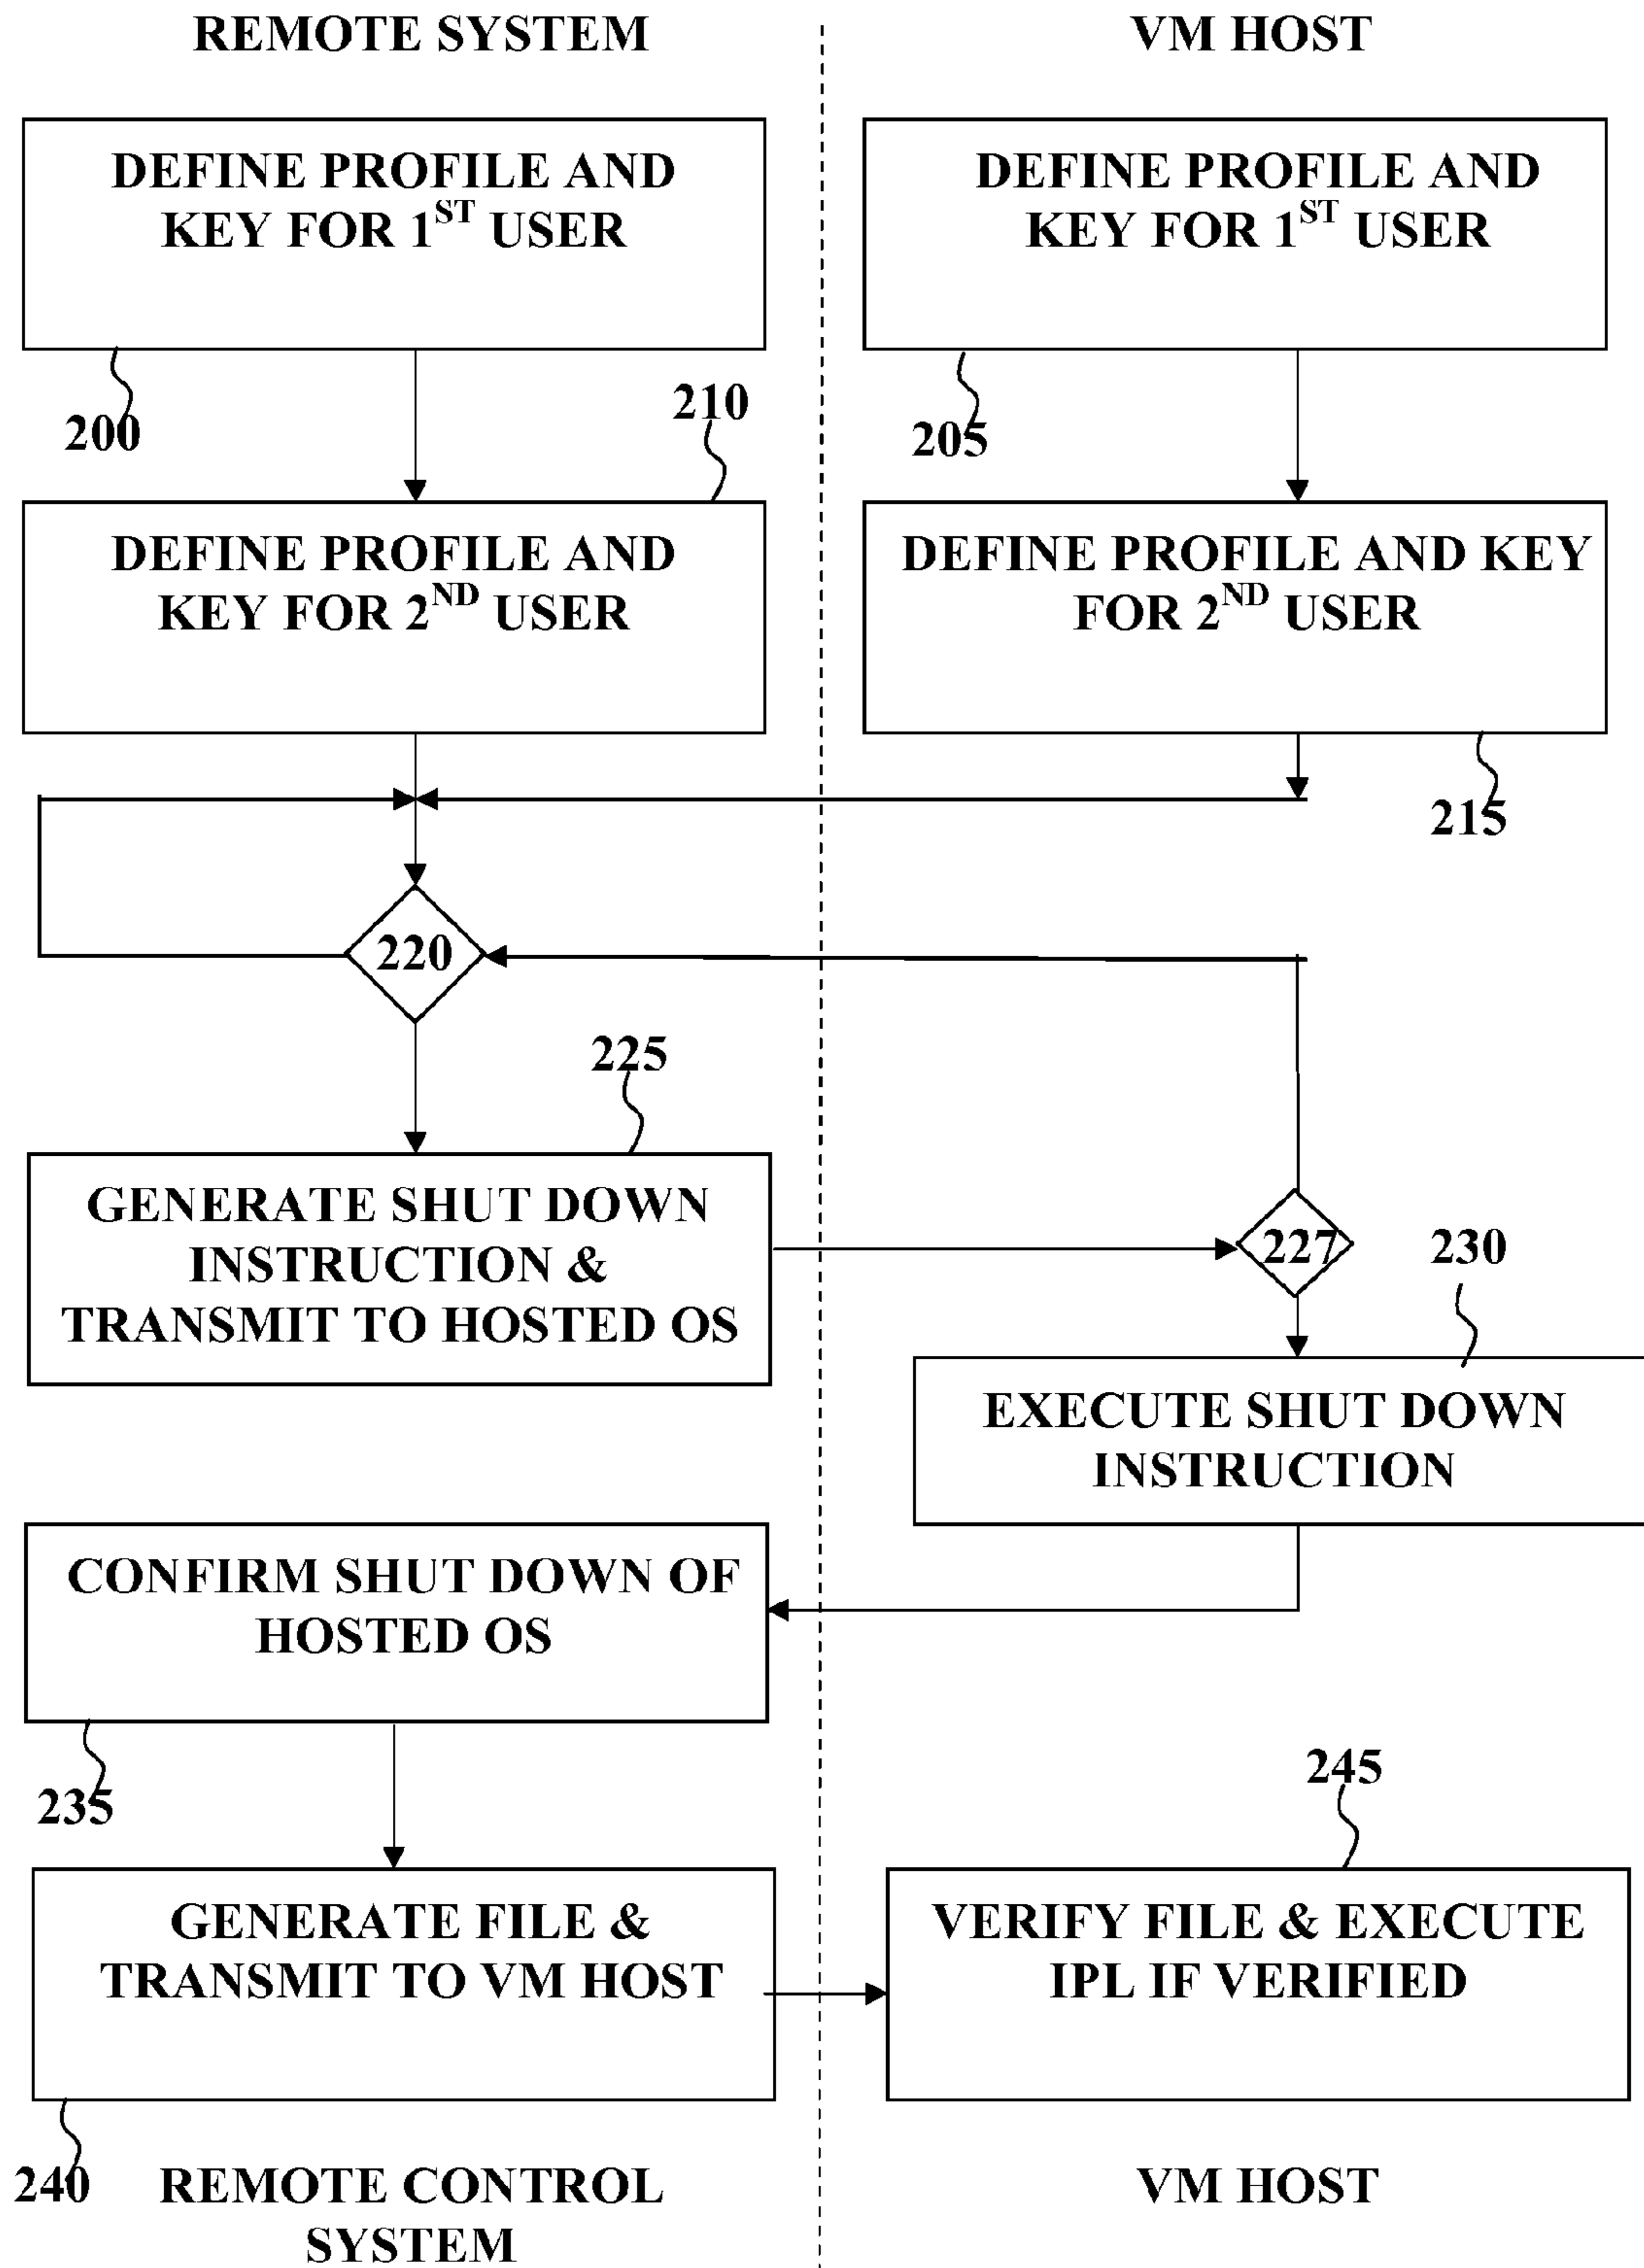 REMOTE SYSTEM
VM HOST
DEFINE PROFILE AND
KEY FOR 1ST USER
200
DEFINE PROFILE AND
KEY FOR 1ST USER
205
210
DEFINE PROFILE AND
KEY FOR 2ND USER
DEFINE PROFILE AND KEY
FOR 2ND USER
215
220
225
GENERATE SHUT DOWN
INSTRUCTION &
TRANSMIT TO HOSTED OS
227
230
EXECUTE SHUT DOWN
INSTRUCTION
CONFIRM SHUT DOWN OF
HOSTED OS
235
245
GENERATE FILE &
TRANSMIT TO VM HOST
VERIFY FILE & EXECUTE
IPL IF VERIFIED
240
REMOTE CONTROL
SYSTEM
VM HOST